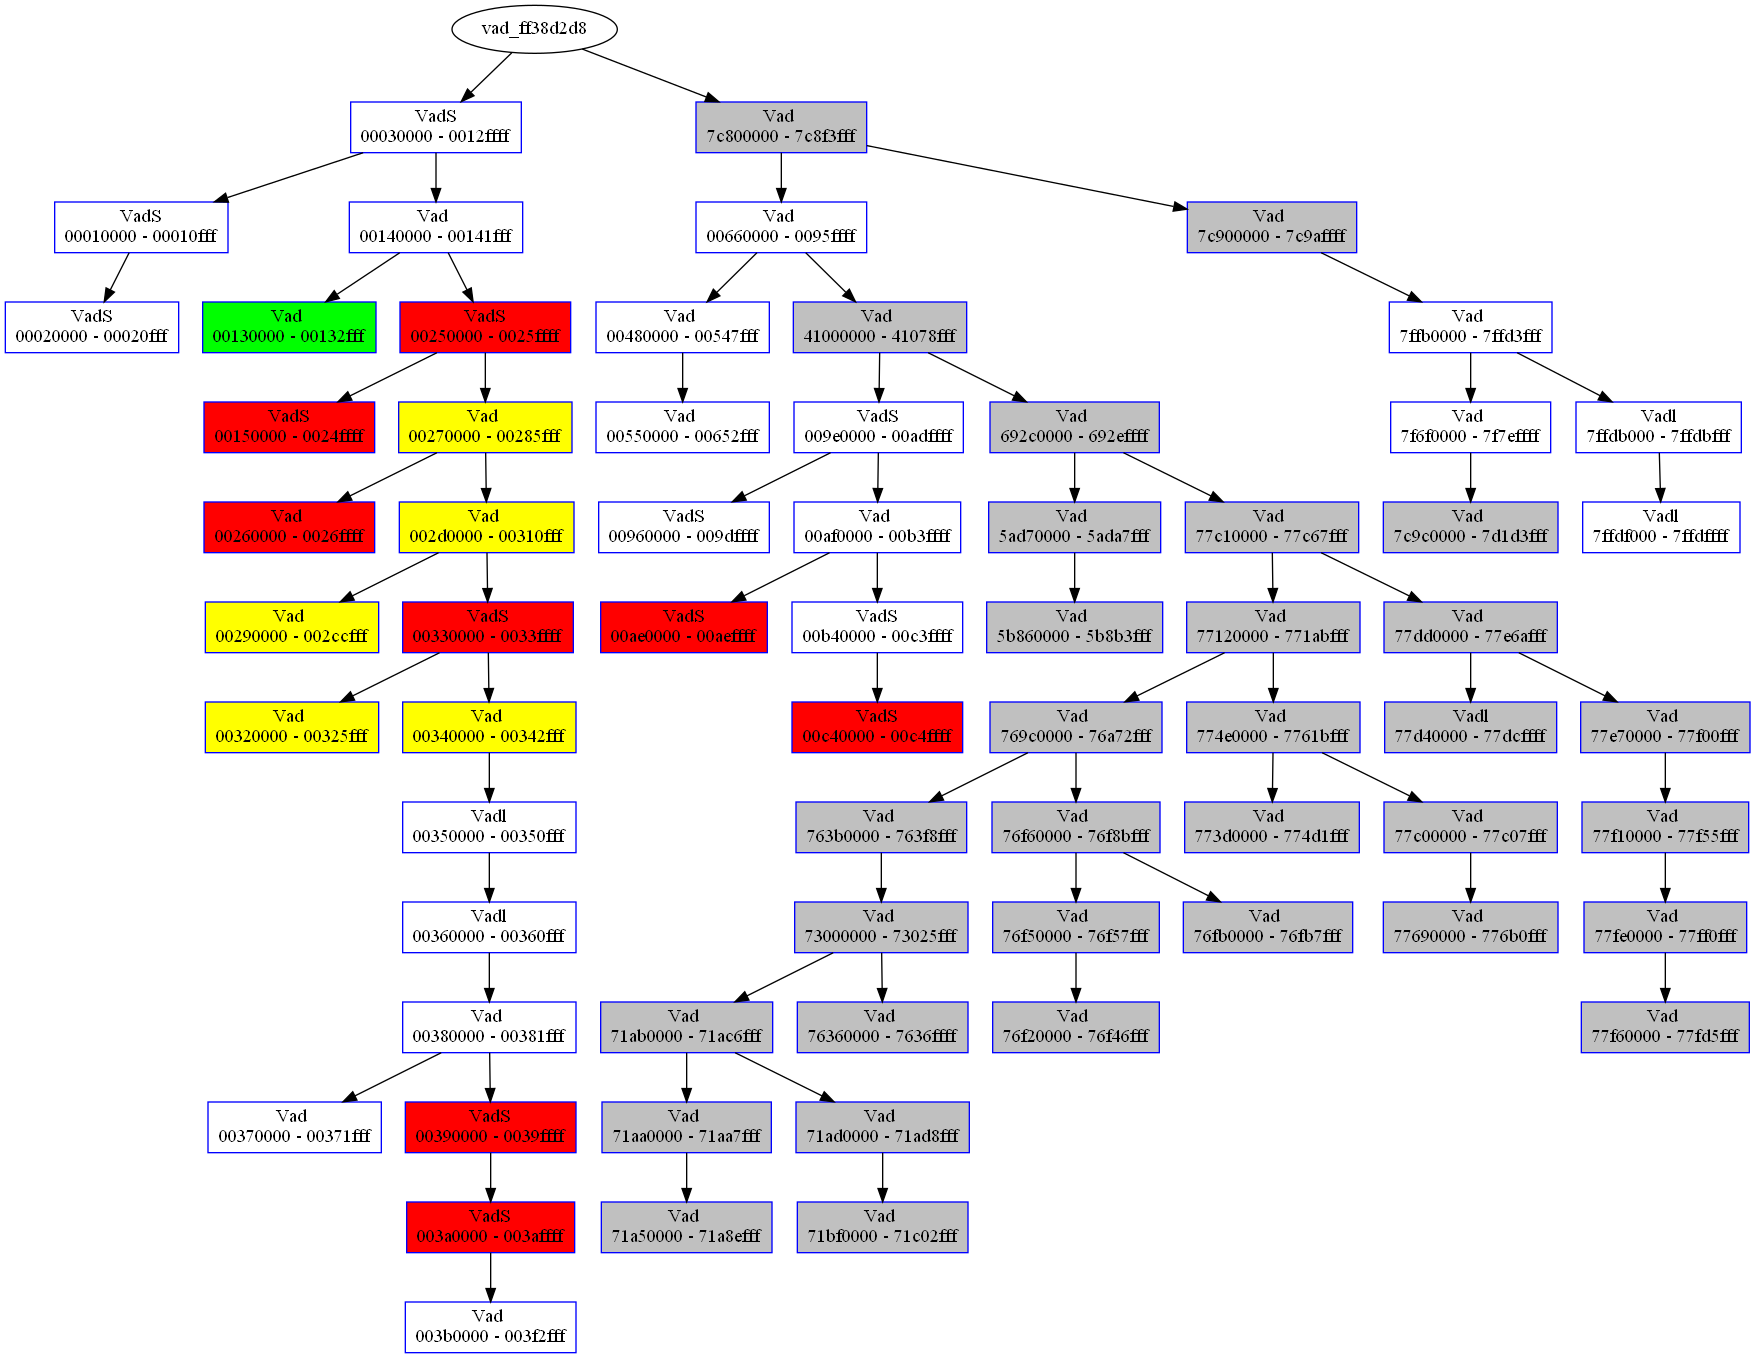 vad_ff38d2d8
VadS
00030000 - 0012ffff
Vad
7c800000 - 7c8f3fff
VadS
00010000 - 00010fff
Vad
00140000 - 00141fff
Vad
00660000 - 0095ffff
Vad
7c900000 - 7c9affff
VadS
00020000 - 00020fff
Vad
00130000 - 00132fff
VadS
00250000 - 0025ffff
Vad
00480000 - 00547fff
Vad
41000000 - 41078fff
Vad
7ffb0000 - 7ffd3fff
VadS
00150000 - 0024ffff
Vad
00270000 - 00285fff
Vad
00550000 - 00652fff
VadS
009e0000 - 00adffff
Vad
692c0000 - 692effff
Vad
7f6f0000 - 7f7effff
Vadl
7ffdb000 - 7ffdbfff
Vad
00260000 - 0026ffff
Vad
002d0000 - 00310fff
VadS
00960000 - 009dffff
Vad
00af0000 - 00b3ffff
Vad
5ad70000 - 5ada7fff
Vad
77c10000 - 77c67fff
Vad
7c9c0000 - 7d1d3fff
Vadl
7ffdf000 - 7ffdffff
Vad
00290000 - 002ccfff
VadS
00330000 - 0033ffff
VadS
00ae0000 - 00aeffff
VadS
00b40000 - 00c3ffff
Vad
5b860000 - 5b8b3fff
Vad
77120000 - 771abfff
Vad
77dd0000 - 77e6afff
Vad
00320000 - 00325fff
Vad
00340000 - 00342fff
VadS
00c40000 - 00c4ffff
Vad
769c0000 - 76a72fff
Vad
774e0000 - 7761bfff
Vadl
77d40000 - 77dcffff
Vad
77e70000 - 77f00fff
Vadl
00350000 - 00350fff
Vad
763b0000 - 763f8fff
Vad
76f60000 - 76f8bfff
Vad
773d0000 - 774d1fff
Vad
77c00000 - 77c07fff
Vad
77f10000 - 77f55fff
Vadl
00360000 - 00360fff
Vad
73000000 - 73025fff
Vad
76f50000 - 76f57fff
Vad
76fb0000 - 76fb7fff
Vad
77690000 - 776b0fff
Vad
77fe0000 - 77ff0fff
Vad
00380000 - 00381fff
Vad
71ab0000 - 71ac6fff
Vad
76360000 - 7636ffff
Vad
76f20000 - 76f46fff
Vad
77f60000 - 77fd5fff
Vad
00370000 - 00371fff
VadS
00390000 - 0039ffff
Vad
71aa0000 - 71aa7fff
Vad
71ad0000 - 71ad8fff
VadS
003a0000 - 003affff
Vad
71a50000 - 71a8efff
Vad
71bf0000 - 71c02fff
Vad
003b0000 - 003f2fff